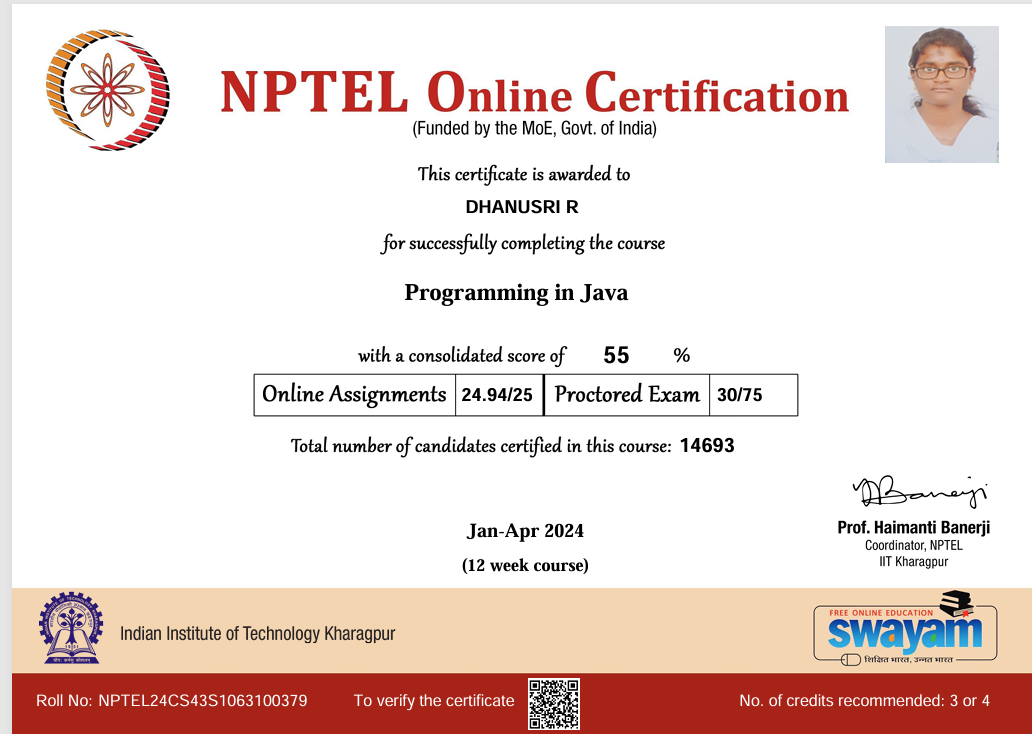 NPTEL Online Certification
(Funded by the MoE, Govt. of India)
This certificate is awarded to
DHANUSRI R
for successfully completing the course
Programming in Java
with a consolidated score of 55 %
Online Assignments 24.94/25 Proctored Exam 30/75
Total number of candidates certified in this course: 14693
Banerji
Jan-Apr 2024
(12 week course)
Prof. Haimanti Banerji
Coordinator, NPTEL
IIT Kharagpur
Indian Institute of Technology Kharagpur
FREE ONLINE EDUCATION
swayam
शिक्षित भारत, उन्नत भारत
Roll No: NPTEL24CS43S1063100379 To verify the certificate No. of credits recommended: 3 or 4